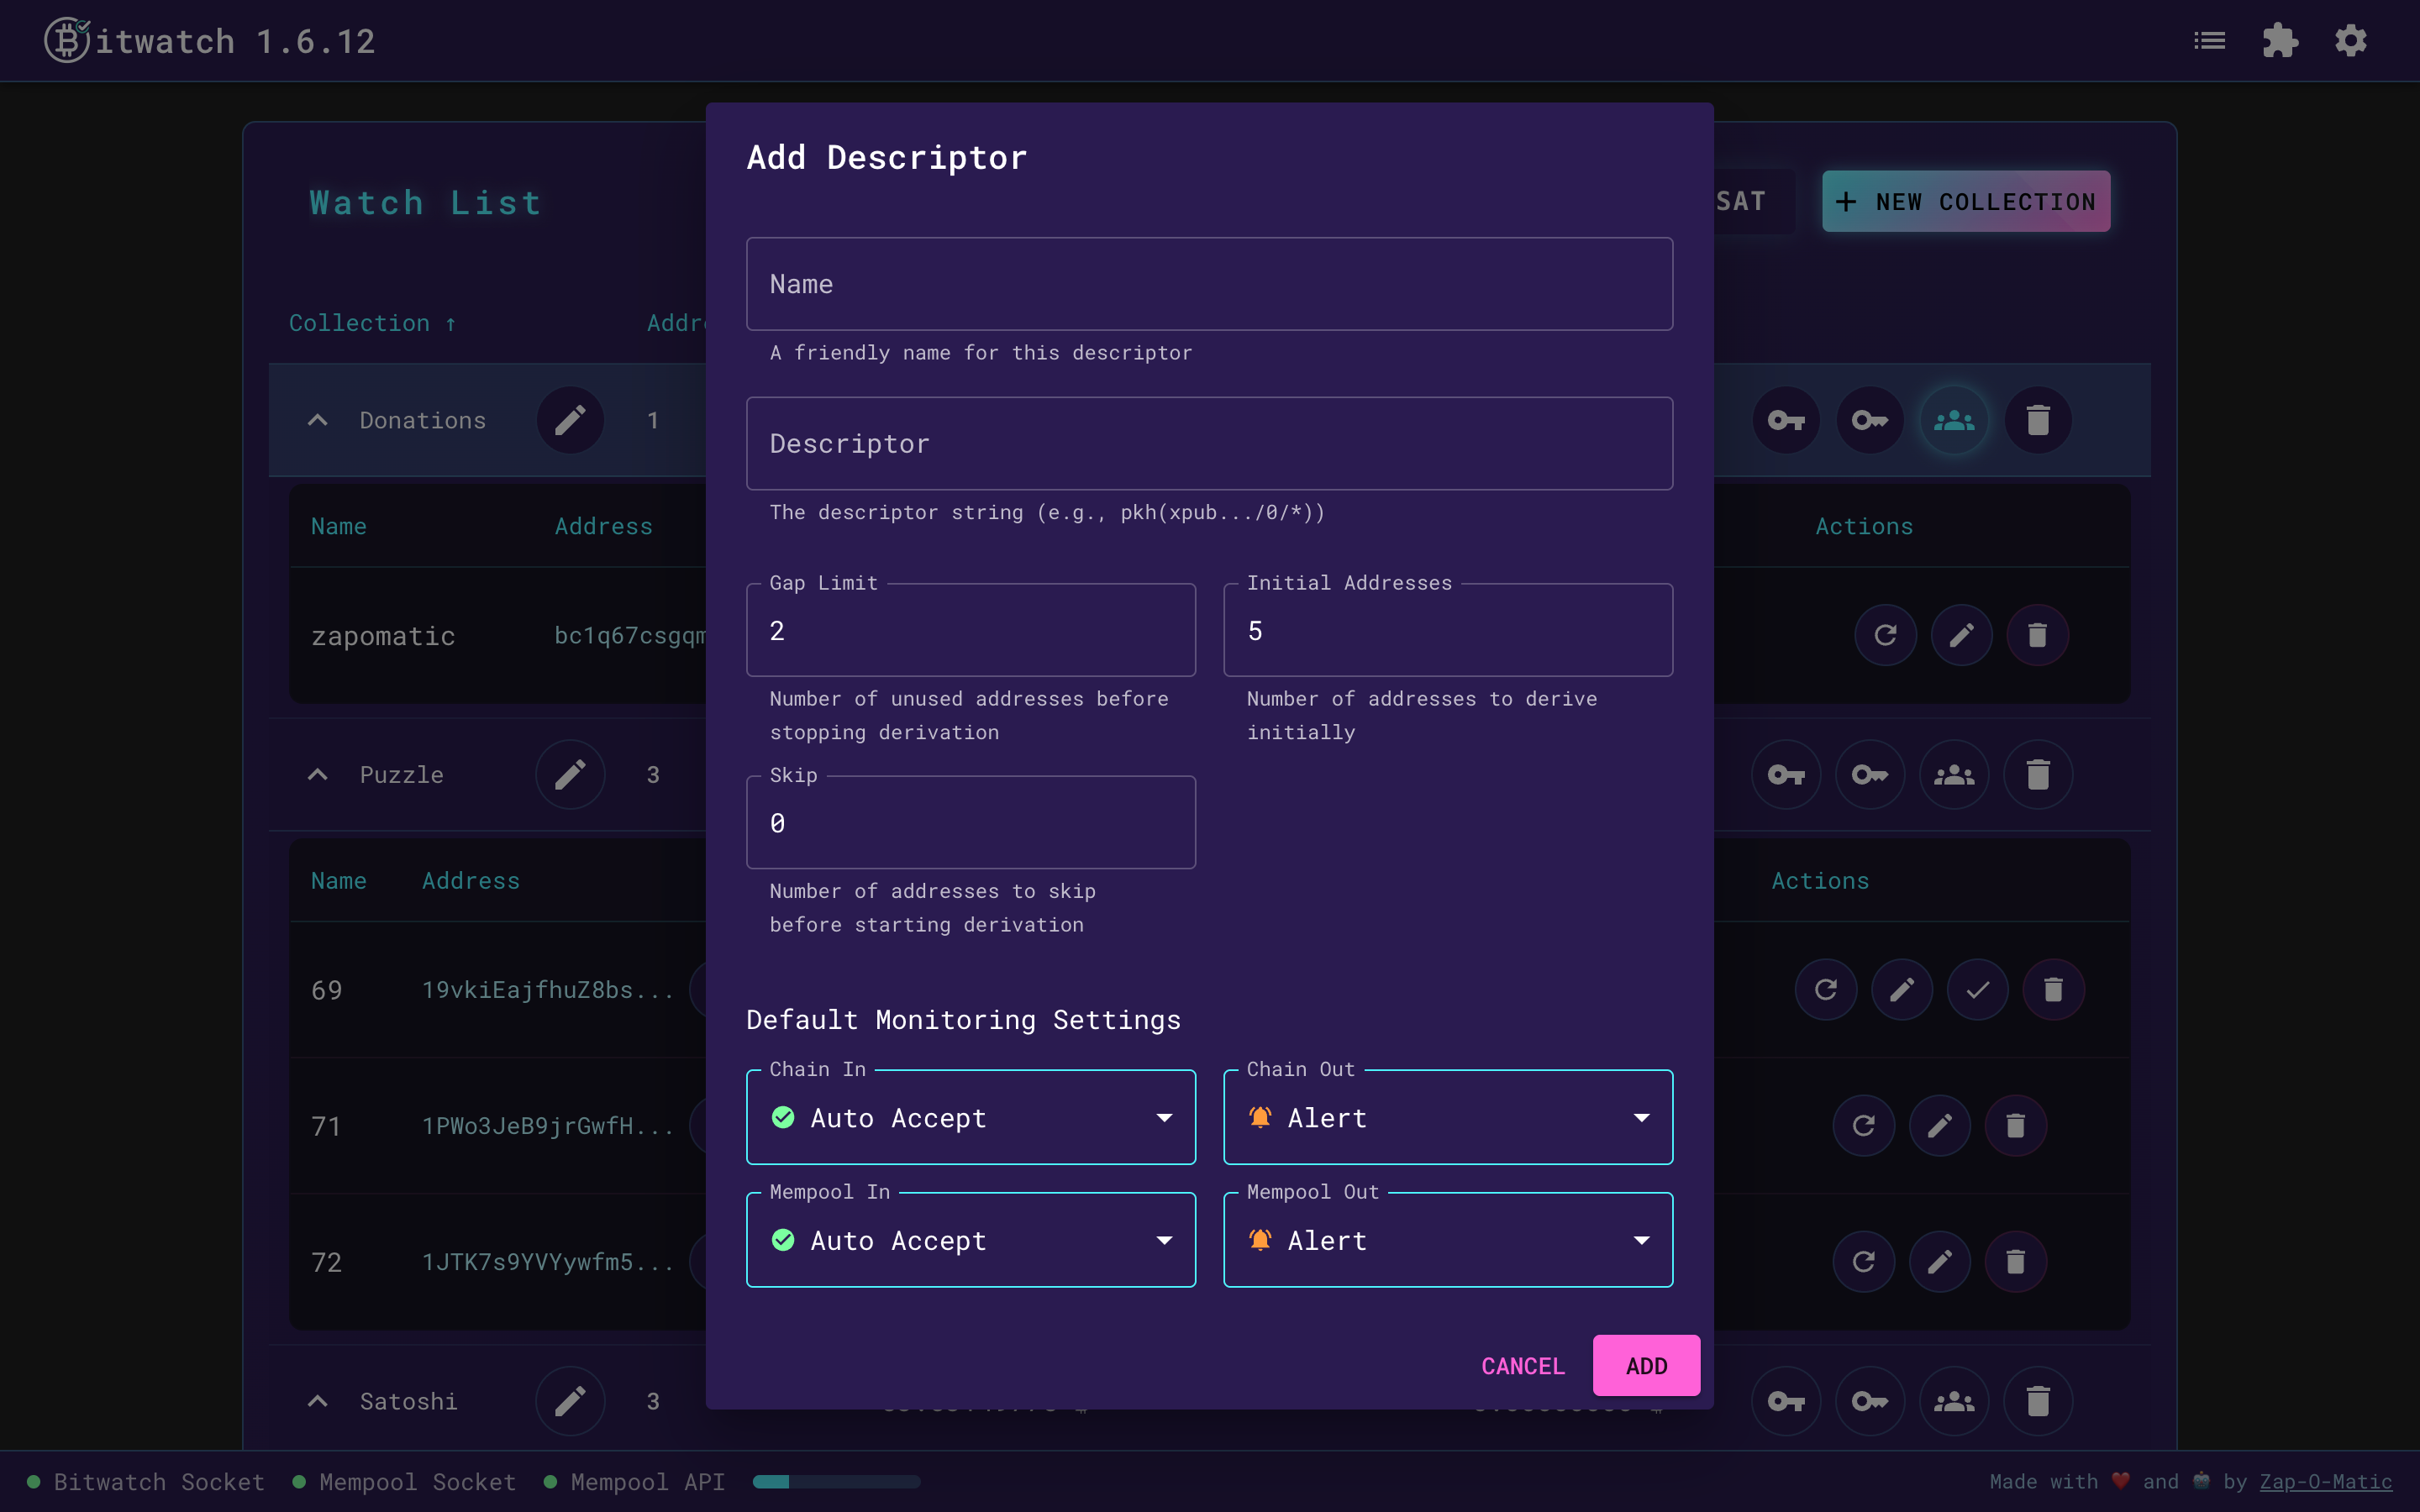 Bitwatch 1.6.12
Add Descriptor
Watch List
SAT
+ NEW COLLECTION
Name
A friendly name for this descriptor
Collection ↑
Donations
1
Descriptor
The descriptor string (e.g., pkh(xpub.../0/*))
Name Address
Actions
Gap Limit
2
Number of unused addresses before
stopping derivation
Initial Addresses
5
Number of addresses to derive
initially
zapomatic bc1q67csgqm
Puzzle
3
Skip
0
Number of addresses to skip
before starting derivation
Name Address
Actions
69 19vkiEajfhuZ8bs...
Default Monitoring Settings
Chain In
Auto Accept
Chain Out
Alert
71 1PWo3JeB9jrGwfH...
Mempool In
Auto Accept
Mempool Out
Alert
72 1JTK7s9YVYywfm5...
CANCEL
ADD
Satoshi
3
Bitwatch Socket Mempool Socket Mempool API
Made with ❤️ and by Zap-O-Matic